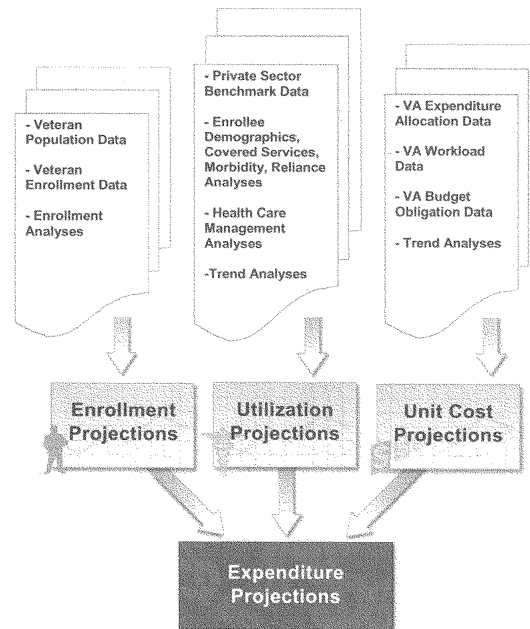 - Veteran
Population Data
- Veteran
Enrollment Data
- Enrollment
Analyses
- Private Sector
Benchmark Data
- Enrollee
Demographics,
Covered Services,
Morbidity, Reliance
Analyses
- Health Care
Management
Analyses
-Trend Analyses
- VA Expenditure
Allocation Data
- VA Workload
Data
- VA Budget
Obligation Data
- Trend Analyses
Enrollment
Projections
Utilization
Projections
Unit Cost
Projections
Expenditure
Projections